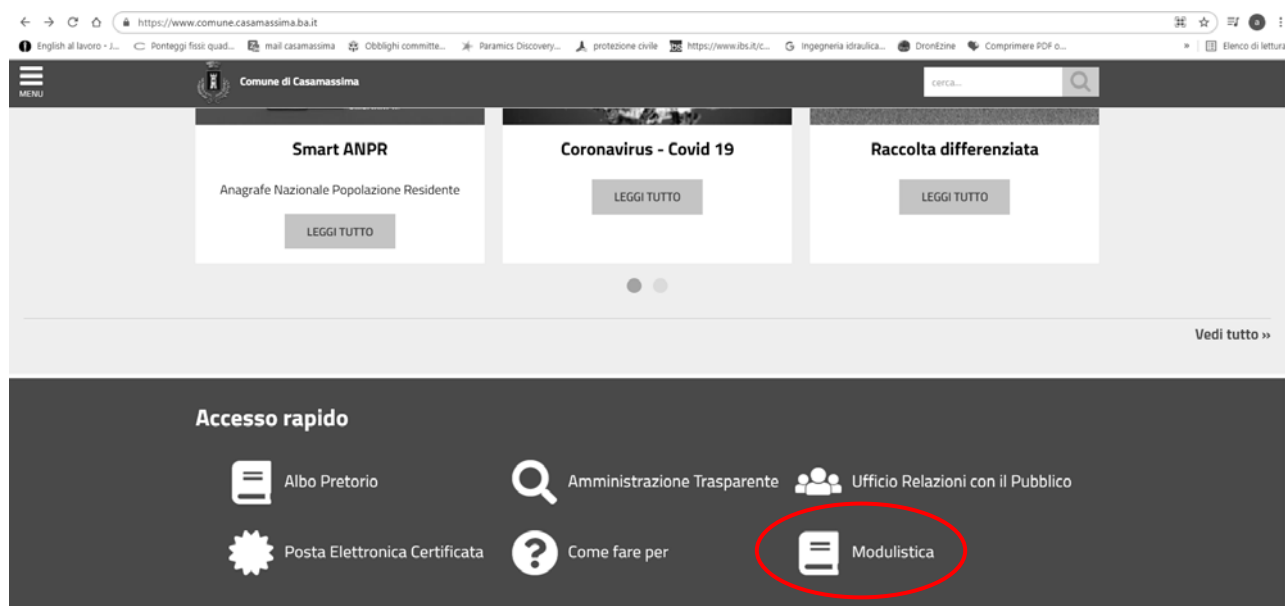 https://www.comune.casamassima.ba.it
English al lavoro - J... Ponteggi fissi: quad... mail casamassima Obblighi committe... Paramics Discovery... protezione civile https://www.ibs.it/c... Ingegneria idraulica... DronEzine Comprimere PDF o... » Elenco di lettura
MENU Comune di Casamassima cerca...
Smart ANPR Coronavirus - Covid 19 Raccolta differenziata
Anagrafe Nazionale Popolazione Residente
LEGGI TUTTO LEGGI TUTTO
LEGGI TUTTO
Vedi tutto »
Accesso rapido
Albo Pretorio Amministrazione Trasparente Ufficio Relazioni con il Pubblico
Posta Elettronica Certificata Come fare per Modulistica